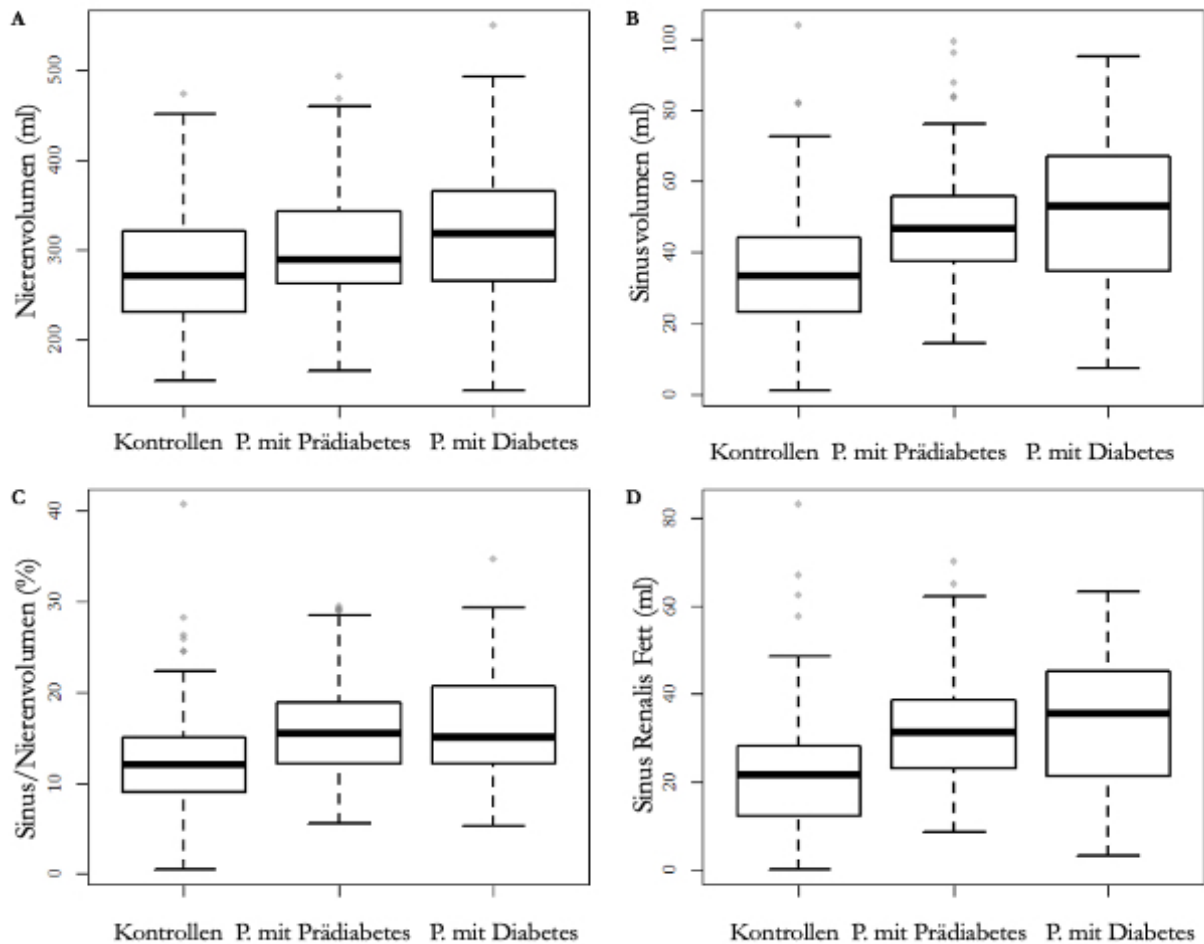 A
Nierenvolumen (ml)
500
400
300
200
Kontrollen P. mit Prädiabetes P. mit Diabetes
B
Sinusvolumen (ml)
100
80
60
40
20
0
Kontrollen P. mit Prädiabetes P. mit Diabetes
C
Sinus/Nierenvolumen (%)
40
30
20
10
0
Kontrollen P. mit Prädiabetes P. mit Diabetes
D
Sinus Renalis Fett (ml)
80
60
40
20
0
Kontrollen P. mit Prädiabetes P. mit Diabetes